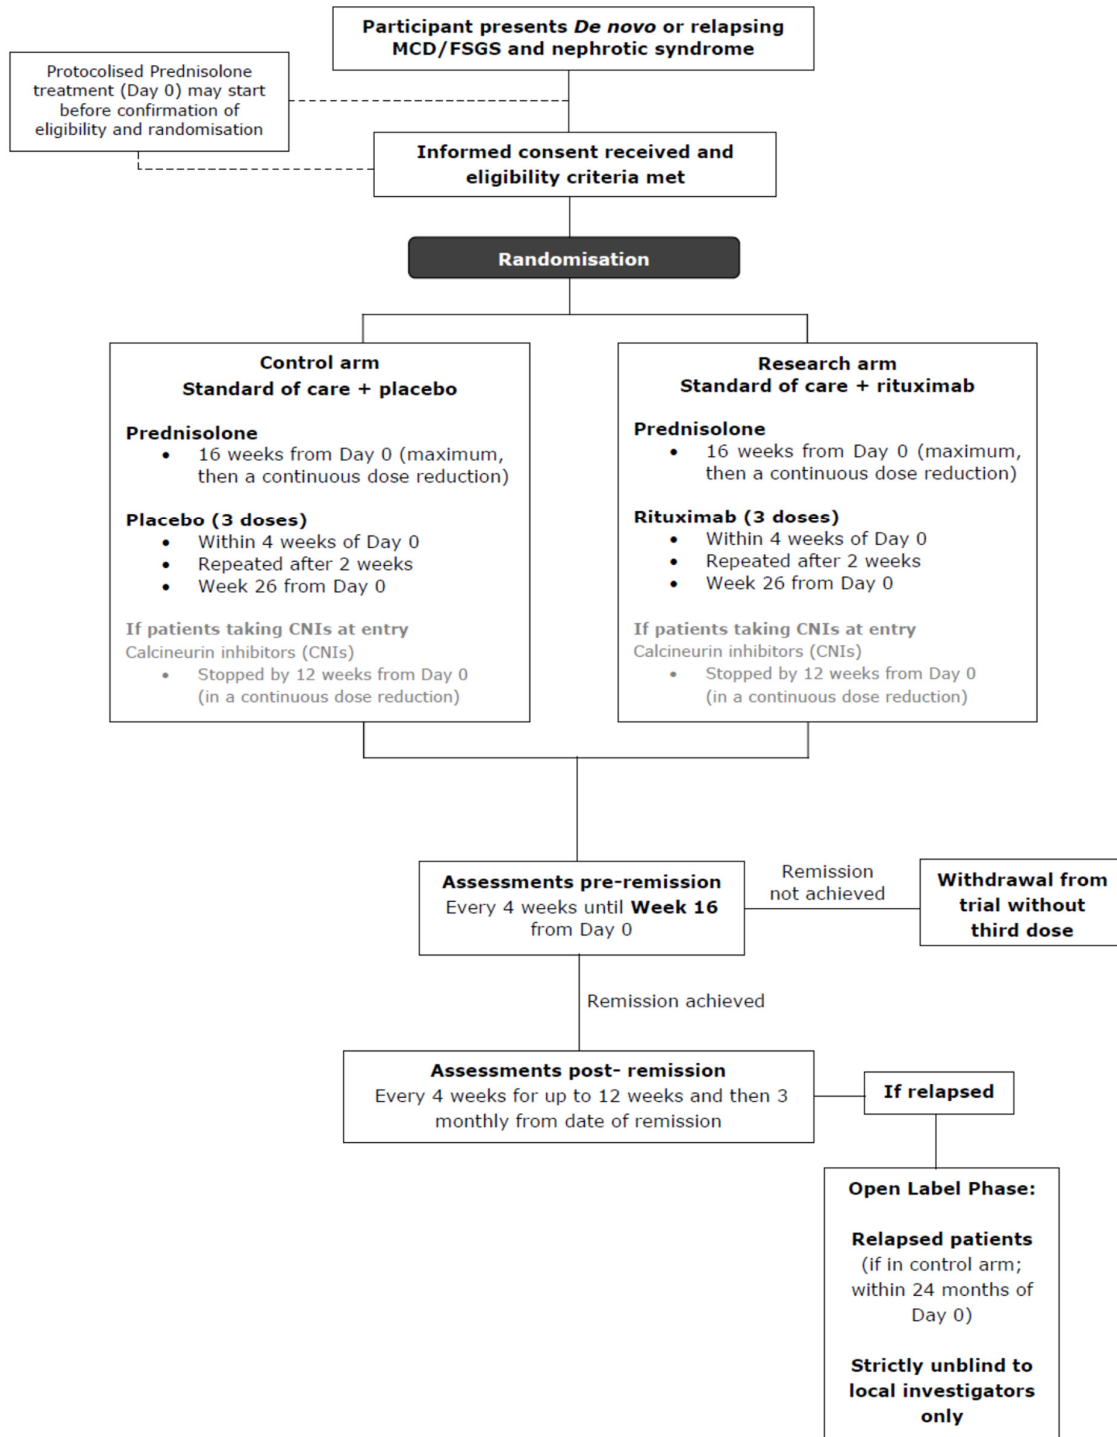 Participant presents De novo or relapsing
MCD/FSGS and nephrotic syndrome
Protocolised Prednisolone
treatment (Day 0) may start
before confirmation of
eligibility and randomisation
Informed consent received and
eligibility criteria met
Randomisation
Control arm
Standard of care + placebo
Prednisolone
• 16 weeks from Day 0 (maximum,
then a continuous dose reduction)
Placebo (3 doses)
• Within 4 weeks of Day 0
• Repeated after 2 weeks
• Week 26 from Day 0
If patients taking CNIs at entry
Calcineurin inhibitors (CNIs)
• Stopped by 12 weeks from Day 0
(in a continuous dose reduction)
Research arm
Standard of care + rituximab
Prednisolone
• 16 weeks from Day 0 (maximum,
then a continuous dose reduction)
Rituximab (3 doses)
• Within 4 weeks of Day 0
• Repeated after 2 weeks
• Week 26 from Day 0
If patients taking CNIs at entry
Calcineurin inhibitors (CNIs)
• Stopped by 12 weeks from Day 0
(in a continuous dose reduction)
Assessments pre-remission
Every 4 weeks until Week 16
from Day 0
Remission
not achieved
Withdrawal from
trial without
third dose
Remission achieved
Assessments post- remission
Every 4 weeks for up to 12 weeks and then 3
monthly from date of remission
If relapsed
Open Label Phase:
Relapsed patients
(if in control arm;
within 24 months of
Day 0)
Strictly unblind to
local investigators
only